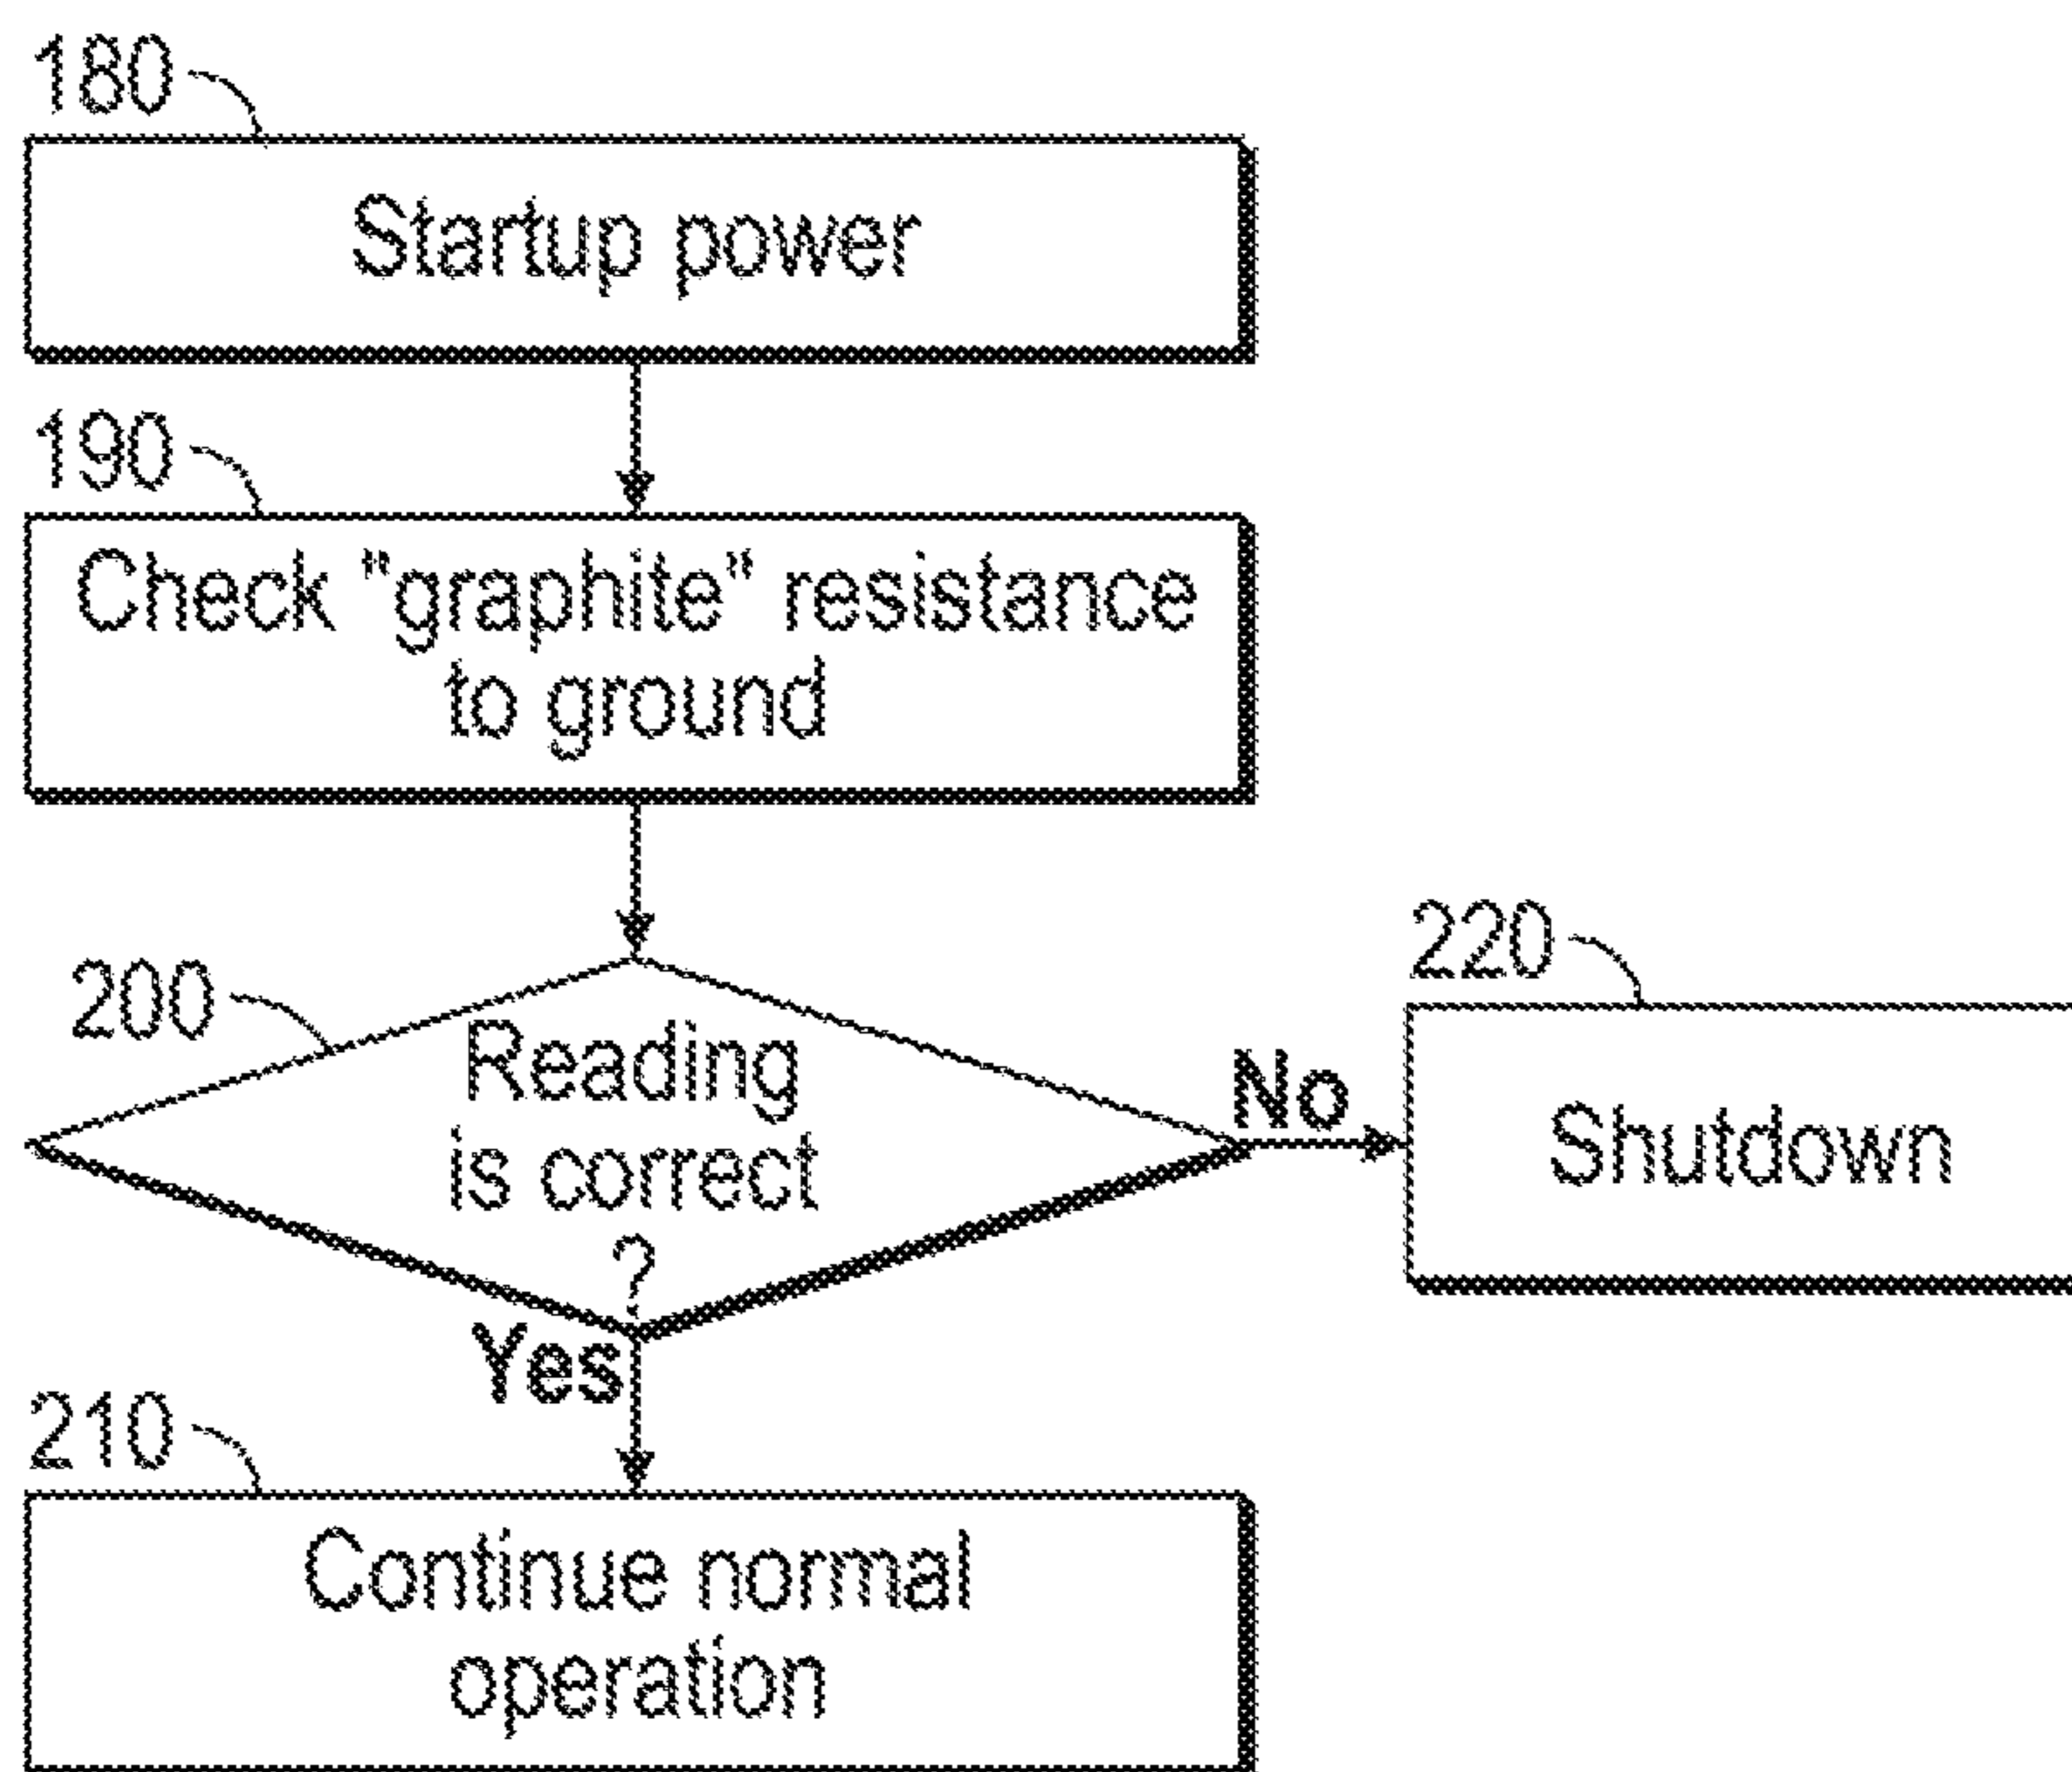 180
Startup power
190
Check "graphite" resistance
to ground
200
Reading
is correct
?
No
220
Shutdown
Yes
210
Continue normal
operation